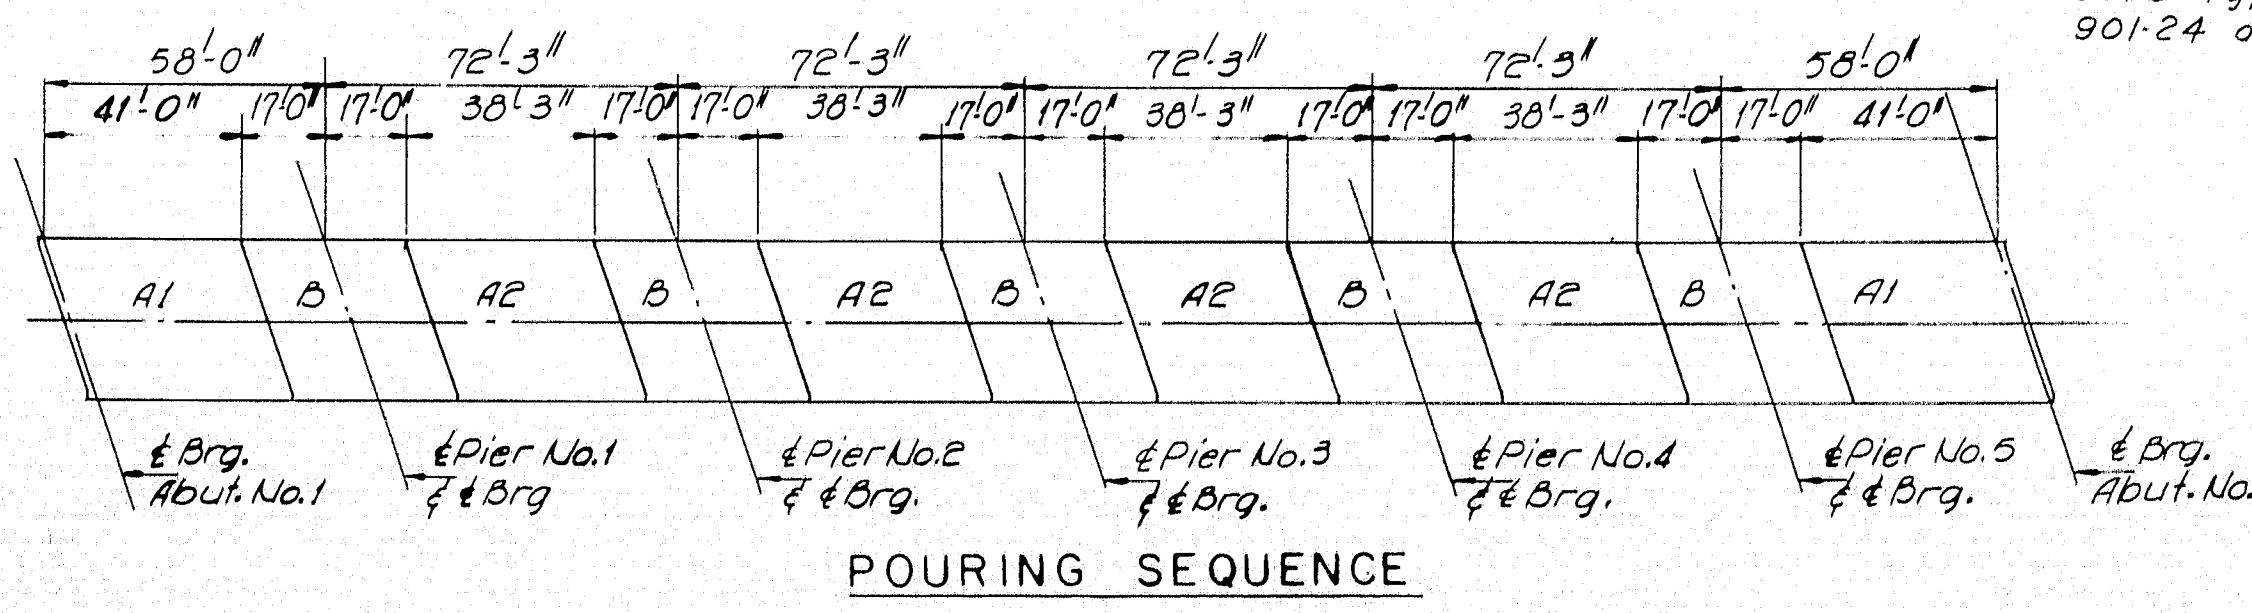 901-24
58'-0" 72'-3" 72'-3" 72'-3" 72'-3" 58'-0"
41'-0" 17'-0" 17'-0" 38'-3" 17'-0" 17'-0" 38'-3" 17'-0" 17'-0" 38'-3" 17'-0" 17'-0" 38'-3" 17'-0" 17'-0" 41'-0"
A1 B A2 B A2 B A2 B A2 B A1
℄ Brg. Abut. No.1
℄ Pier No.1 & ℄ Brg
℄ Pier No.2 & ℄ Brg.
℄ Pier No.3 & ℄ Brg.
℄ Pier No.4 & ℄ Brg.
℄ Pier No.5 & ℄ Brg.
℄ Brg. Abut. No.
POURING SEQUENCE